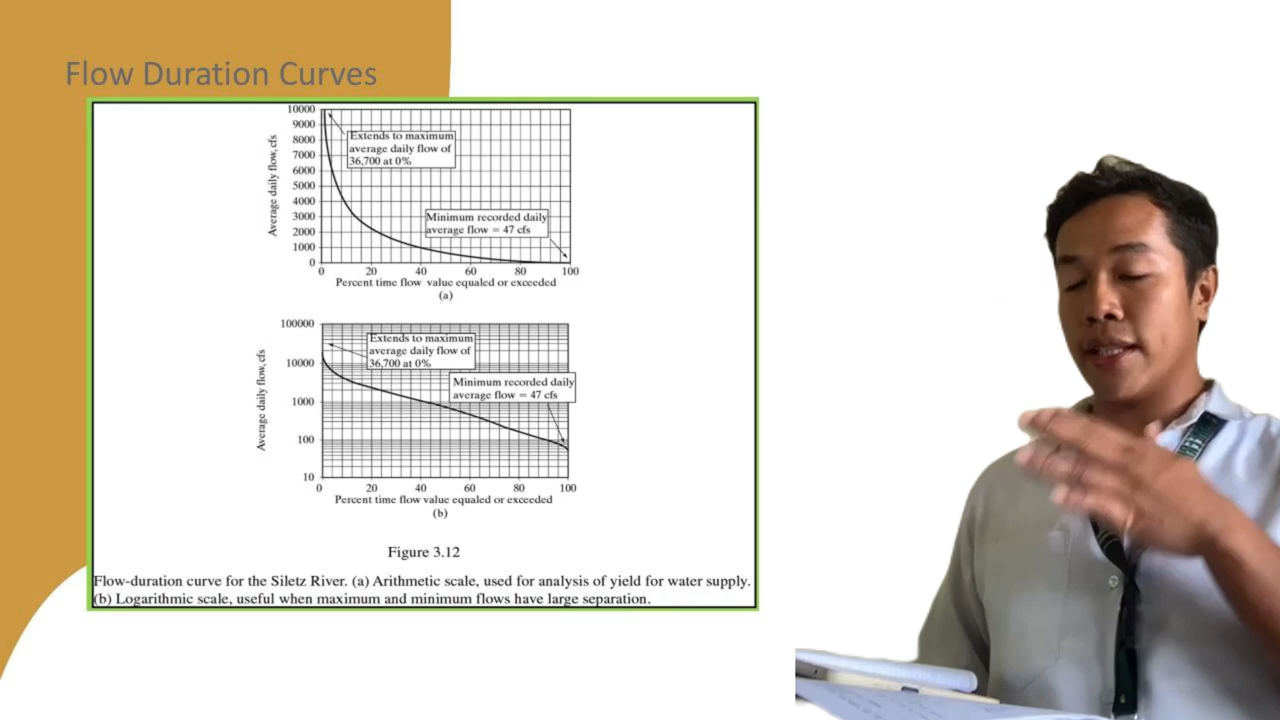 Flow Duration Curves
10000
9000
8000
7000
6000
5000
4000
3000
2000
1000
0
Average daily flow, cfs
Extends to maximum
average daily flow of
36,700 at 0%
Minimum recorded daily
average flow = 47 cfs
0 20 40 60 80 100
Percent time flow value equaled or exceeded
(a)
100000
10000
1000
100
10
Average daily flow, cfs
Extends to maximum
average daily flow of
36,700 at 0%
Minimum recorded daily
average flow = 47 cfs
0 20 40 60 80 100
Percent time flow value equaled or exceeded
(b)
Figure 3.12
Flow-duration curve for the Siletz River. (a) Arithmetic scale, used for analysis of yield for water supply.
(b) Logarithmic scale, useful when maximum and minimum flows have large separation.